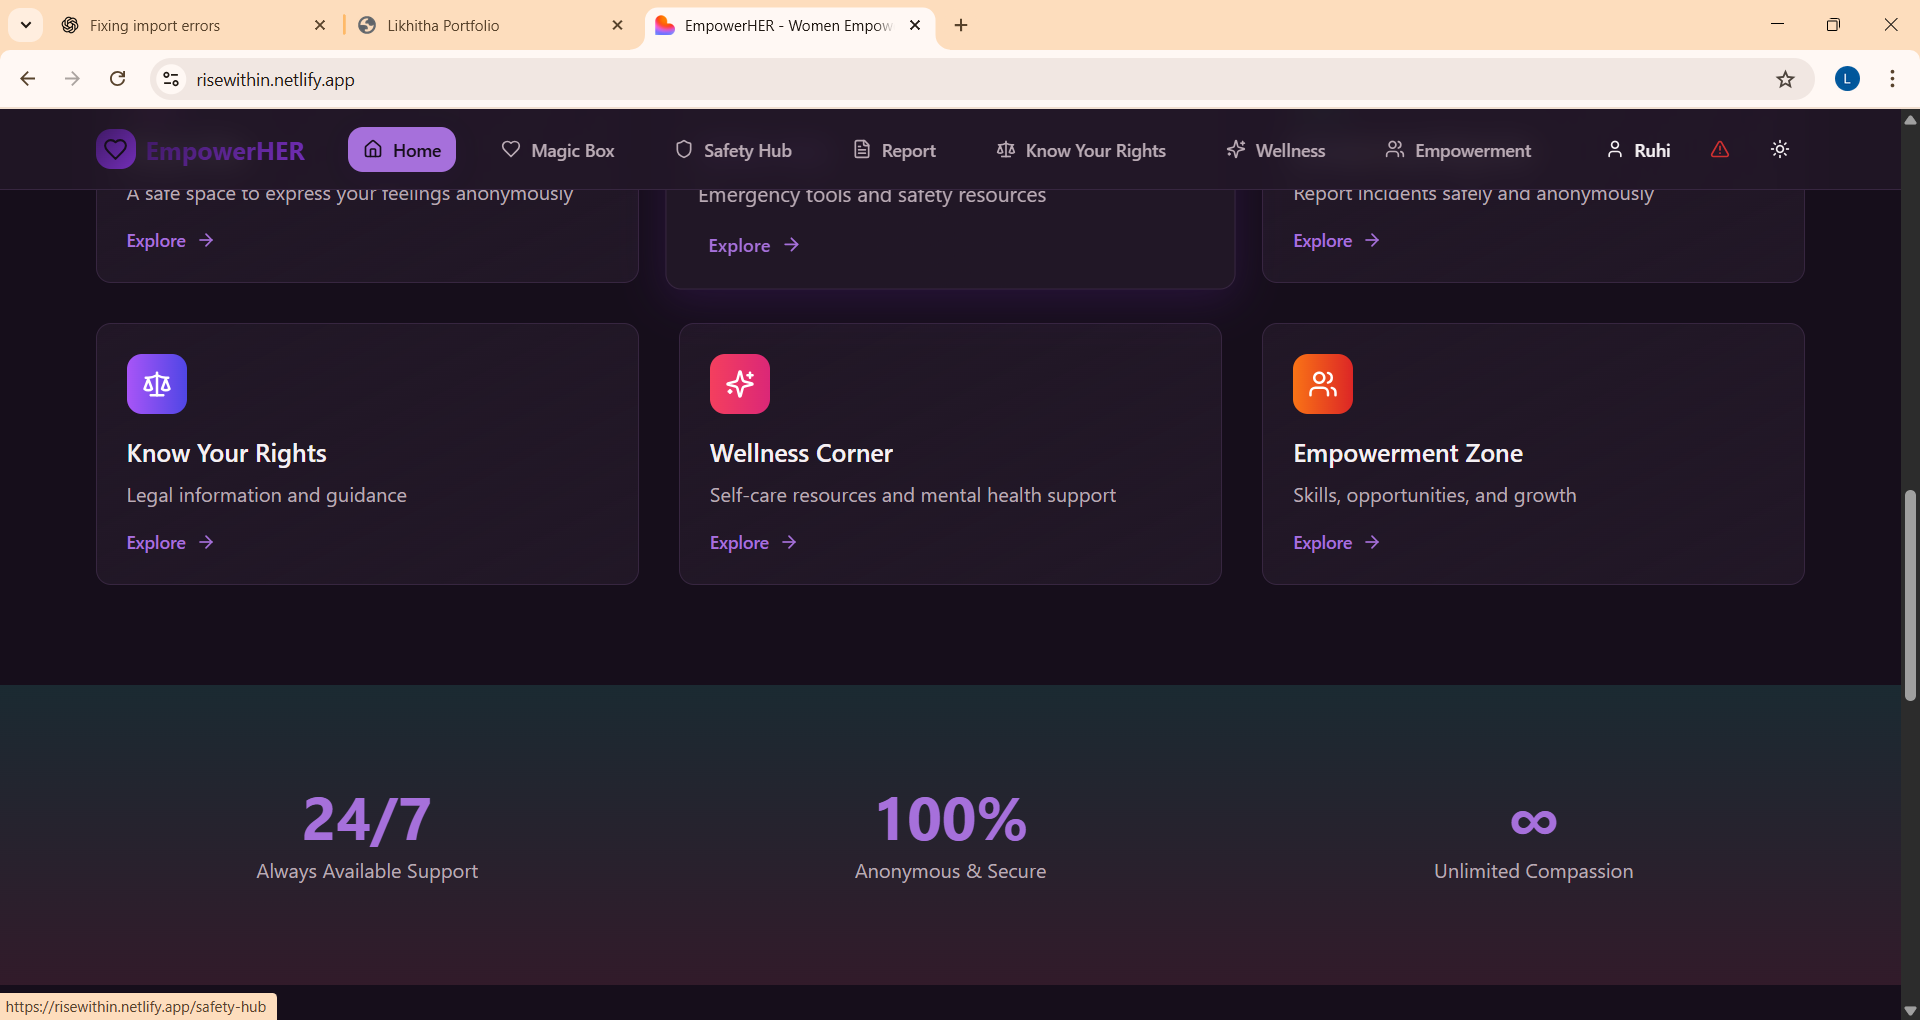 Fixing import errors
Likhitha Portfolio
EmpowerHER - Women Empow
risewithin.netlify.app
L
EmpowerHER
Home
Magic Box
Safety Hub
Report
Know Your Rights
Wellness
Empowerment
Ruhi
A safe space to express your feelings anonymously
Emergency tools and safety resources
Report incidents safely and anonymously
Explore →
Explore →
Explore →
Know Your Rights
Legal information and guidance
Explore →
Wellness Corner
Self-care resources and mental health support
Explore →
Empowerment Zone
Skills, opportunities, and growth
Explore →
24/7
Always Available Support
100%
Anonymous & Secure
∞
Unlimited Compassion
https://risewithin.netlify.app/safety-hub